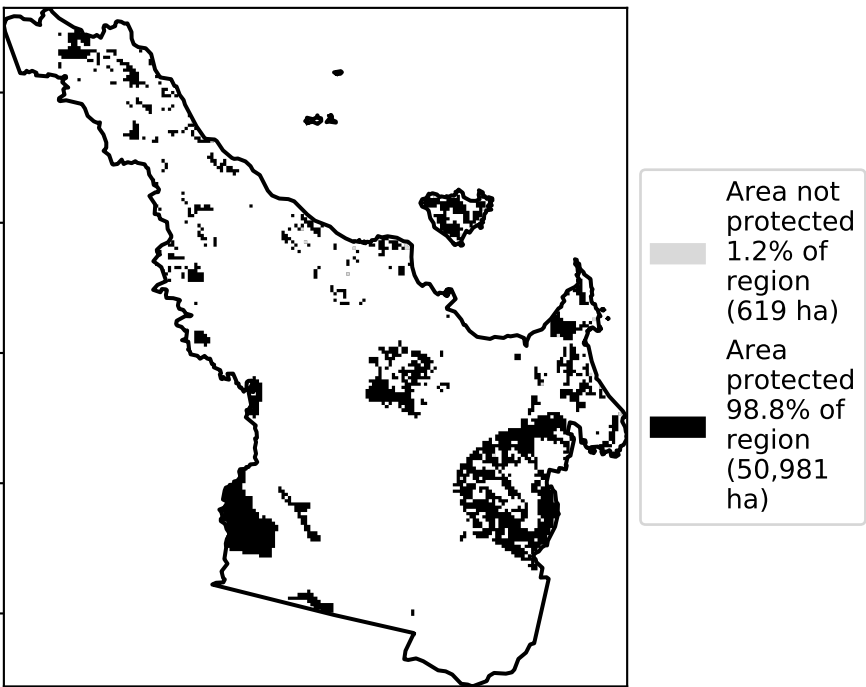 Area not
protected
1.2% of
region
(619 ha)
Area
protected
98.8% of
region
(50,981
ha)